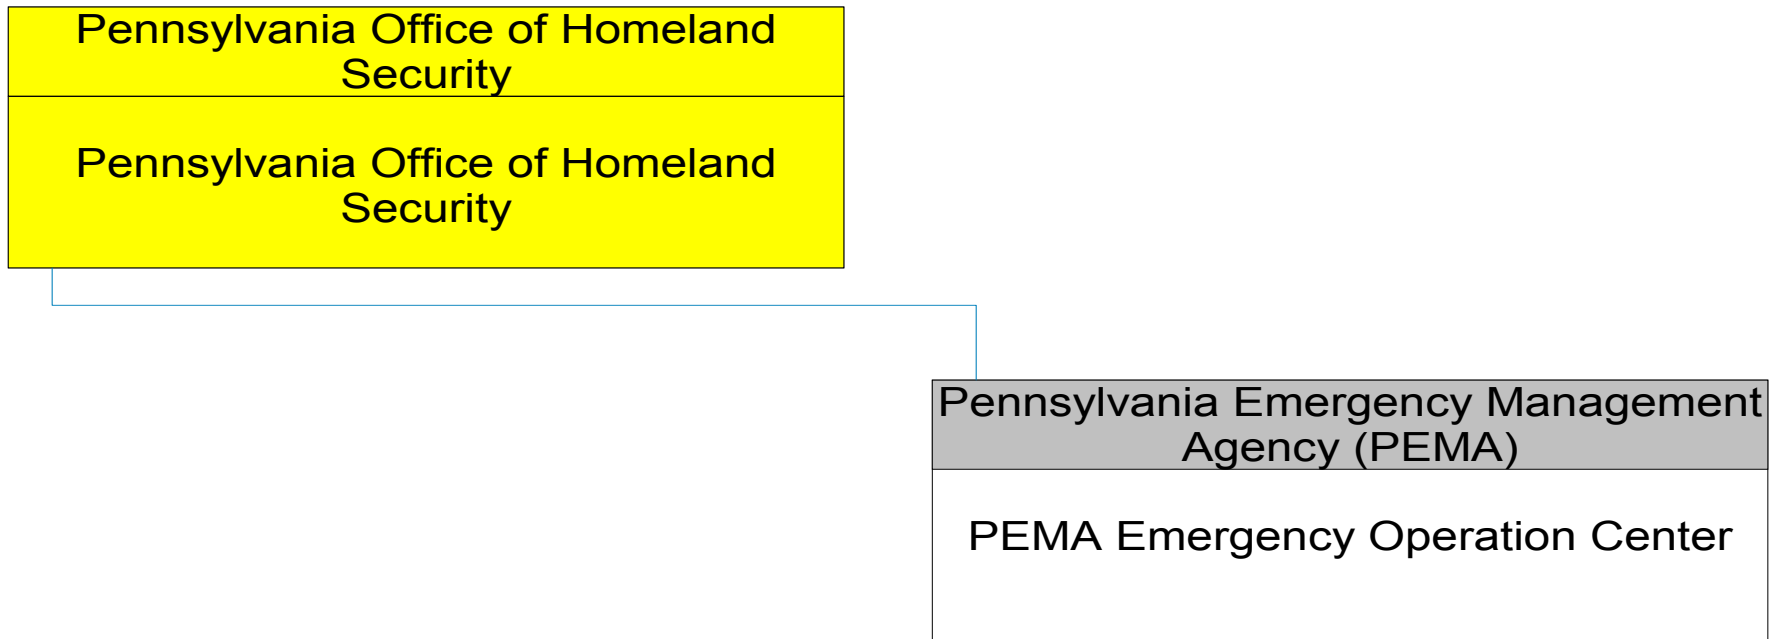 Pennsylvania Office of Homeland
Security
Pennsylvania Office of Homeland
Security
Pennsylvania Emergency Management
Agency (PEMA)
PEMA Emergency Operation Center